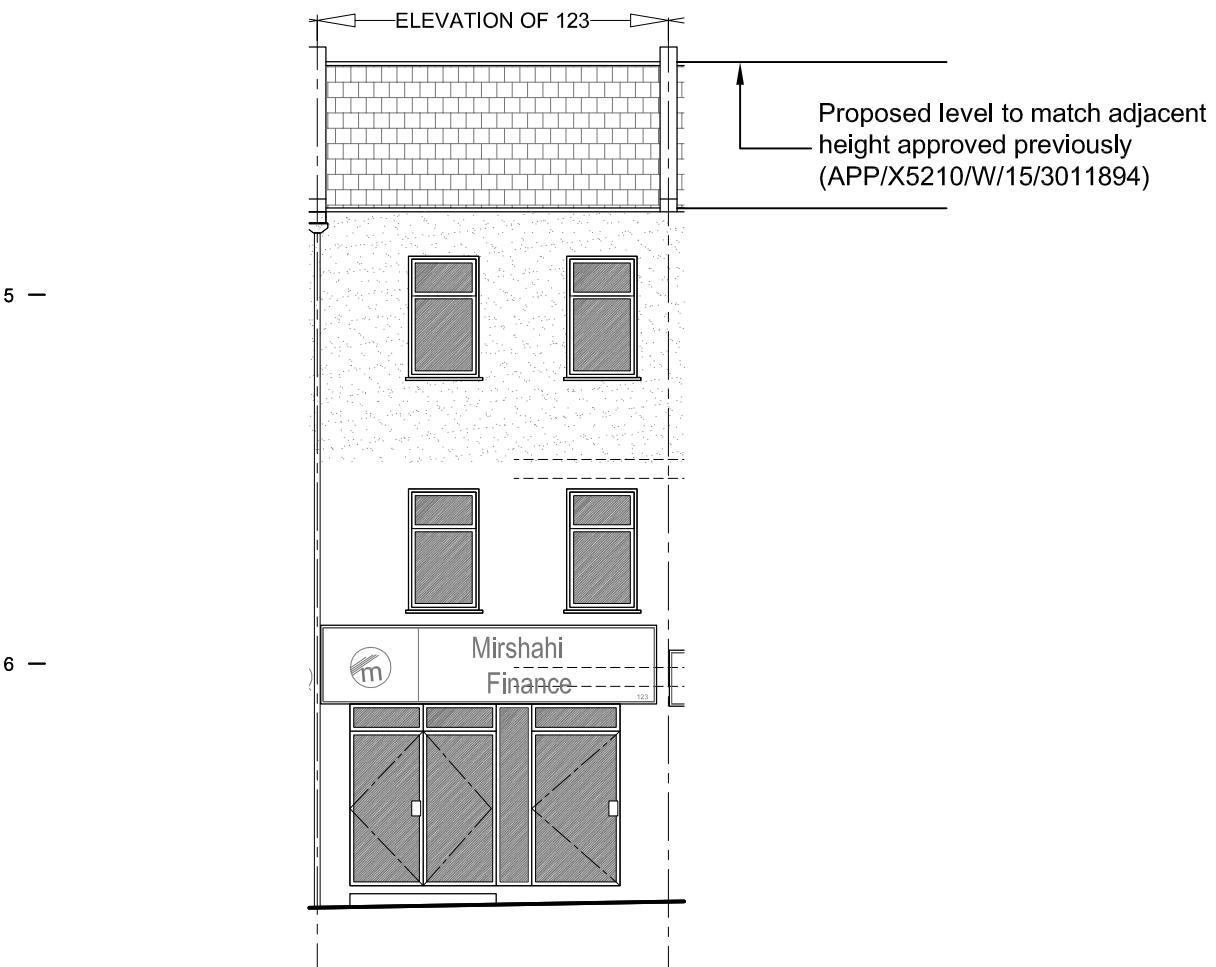 ELEVATION OF 123
Proposed level to match adjacent
height approved previously
(APP/X5210/W/15/3011894)
5
6
m
Mirshahi
Finance
123